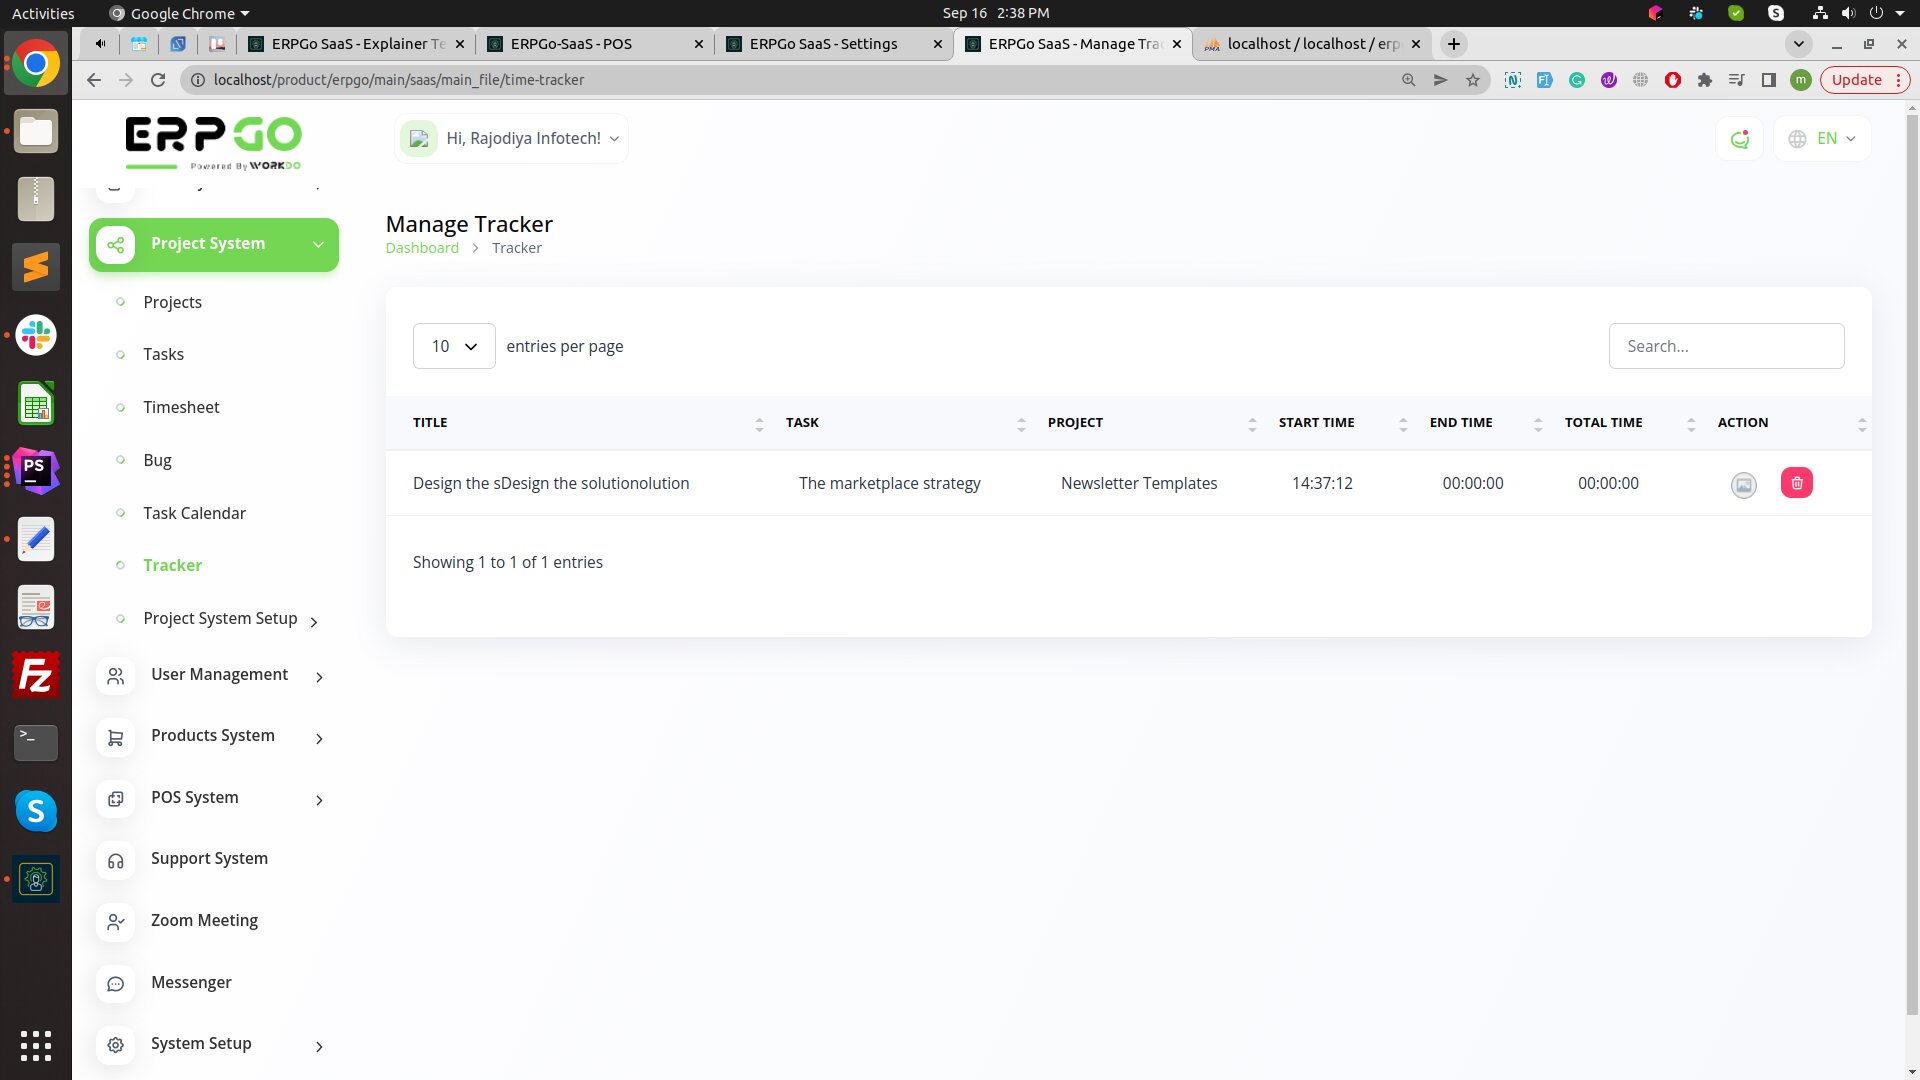 Activities
Google Chrome
Sep 16 2:38 PM
ERPGo SaaS - Explainer Te
ERPGo-SaaS - POS
ERPGo SaaS - Settings
ERPGo SaaS - Manage Tra
localhost / localhost / erp
localhost/product/erpgo/main/saas/main_file/time-tracker
m
Update
ERPGO
Powered By WORKDO
Hi, Rajodiya Infotech!
EN
Project System
Projects
Tasks
Timesheet
Bug
Task Calendar
Tracker
Project System Setup
User Management
Products System
POS System
Support System
Zoom Meeting
Messenger
System Setup
Manage Tracker
Dashboard > Tracker
10 entries per page
Search...
TITLE TASK PROJECT START TIME END TIME TOTAL TIME ACTION
Design the sDesign the solutionolution The marketplace strategy Newsletter Templates 14:37:12 00:00:00 00:00:00
Showing 1 to 1 of 1 entries